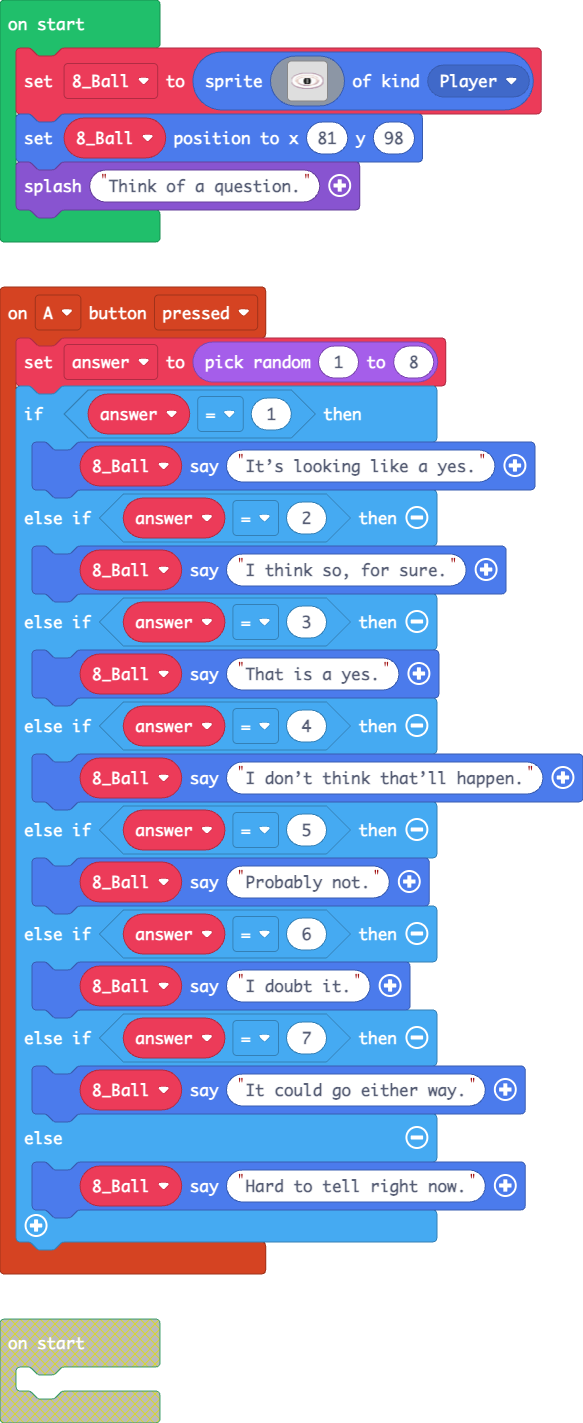 on start
set 8_Ball to sprite of kind Player
set 8_Ball position to x 81 y 98
splash "Think of a question."
on A button pressed
set answer to pick random 1 to 8
if answer = 1 then
8_Ball say "It’s looking like a yes."
else if answer = 2 then
8_Ball say "I think so, for sure."
else if answer = 3 then
8_Ball say "That is a yes."
else if answer = 4 then
8_Ball say "I don’t think that’ll happen."
else if answer = 5 then
8_Ball say "Probably not."
else if answer = 6 then
8_Ball say "I doubt it."
else if answer = 7 then
8_Ball say "It could go either way."
else
8_Ball say "Hard to tell right now."
on start